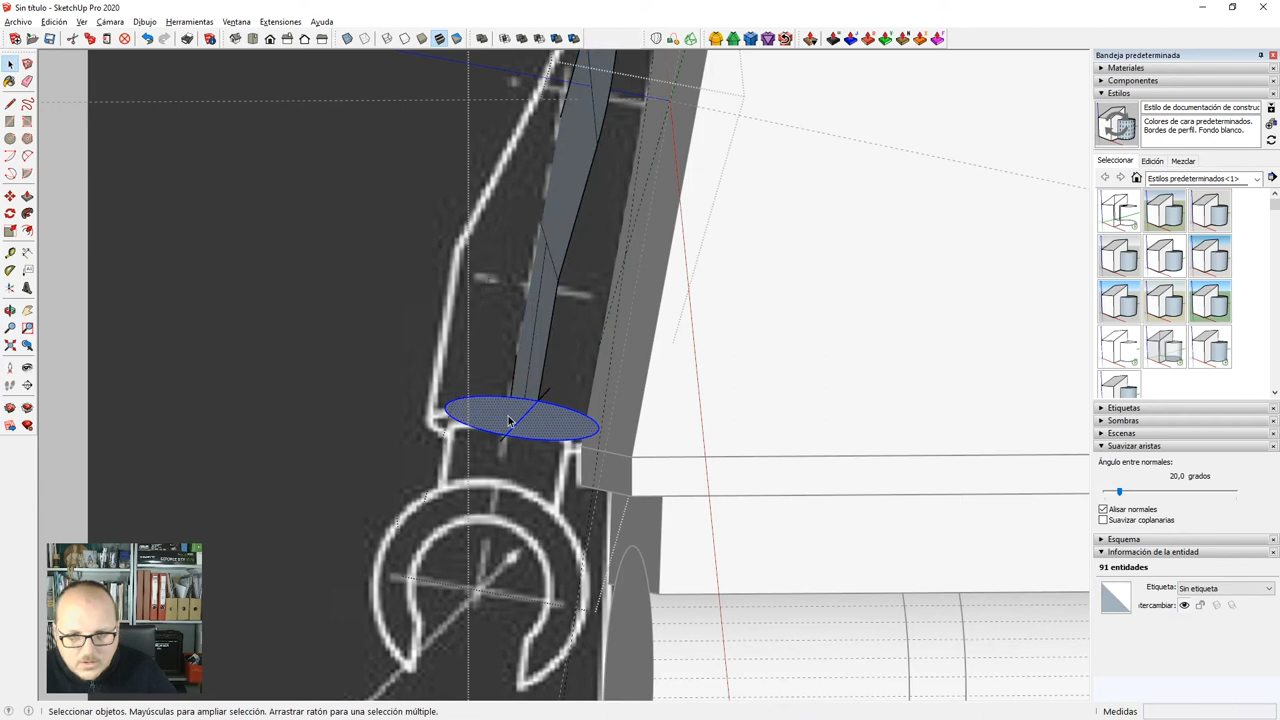 Sin título - SketchUp Pro 2020
Archivo Edición Ver Cámara Dibujo Herramientas Ventana Extensiones Ayuda
Bandeja predeterminada
Materiales
Componentes
Estilos
Estilo de documentación de construc
Colores de cara predeterminados.
Bordes de perfil. Fondo blanco.
Seleccionar Edición Mezclar
Estilos predeterminados<1>
Etiquetas
Sombras
Escenas
Suavizar aristas
Ángulo entre normales:
20,0 grados
Alisar normales
Suavizar coplanarias
Esquema
Información de la entidad
91 entidades
Etiqueta: Sin etiqueta
ntercambiar:
Seleccionar objetos. Mayúsculas para ampliar selección. Arrastrar ratón para una selección múltiple.
Medidas